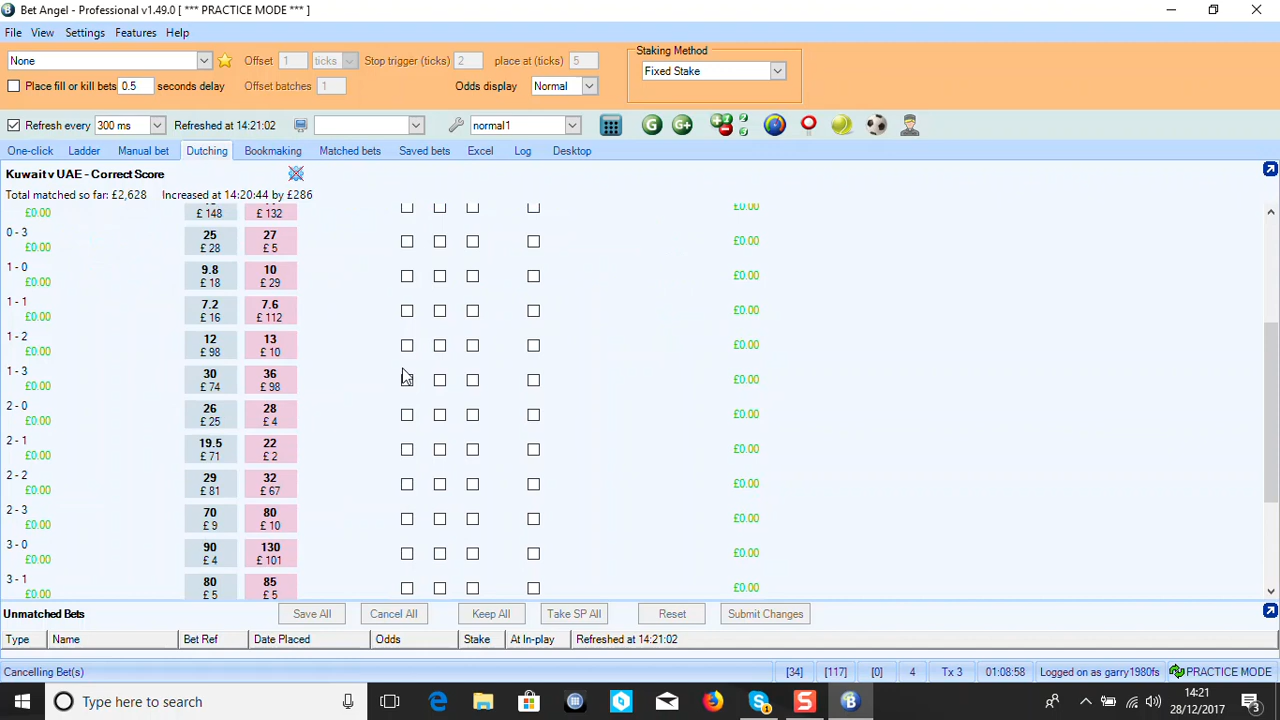 Bet Angel - Professional v1.49.0 [ *** PRACTICE MODE *** ]
File View Settings Features Help
None Offset 1 ticks Stop trigger (ticks) 2 place at (ticks) 5 Staking Method
Fixed Stake
Place fill or kill bets 0.5 seconds delay Offset batches 1 Odds display Normal
Refresh every 300 ms Refreshed at 14:21:02 normal1 G G+
One-click Ladder Manual bet Dutching Bookmaking Matched bets Saved bets Excel Log Desktop
Kuwait v UAE - Correct Score
Total matched so far: £2,628 Increased at 14:20:44 by £286
£0.00 £ 148 £ 132 £0.00
0 - 3 25 27
£0.00 £ 28 £ 5 £0.00
1 - 0 9.8 10
£0.00 £ 18 £ 29 £0.00
1 - 1 7.2 7.6
£0.00 £ 16 £ 112 £0.00
1 - 2 12 13
£0.00 £ 98 £ 10 £0.00
1 - 3 30 36
£0.00 £ 74 £ 98 £0.00
2 - 0 26 28
£0.00 £ 25 £ 4 £0.00
2 - 1 19.5 22
£0.00 £ 71 £ 2 £0.00
2 - 2 29 32
£0.00 £ 81 £ 67 £0.00
2 - 3 70 80
£0.00 £ 9 £ 10 £0.00
3 - 0 90 130
£0.00 £ 4 £ 101 £0.00
3 - 1 80 85
£0.00 £ 5 £ 5 £0.00
Unmatched Bets Save All Cancel All Keep All Take SP All Reset Submit Changes
Type Name Bet Ref Date Placed Odds Stake At In-play Refreshed at 14:21:02
Cancelling Bet(s) [34] [117] [0] 4 Tx 3 01:08:58 Logged on as garry1980fs PRACTICE MODE
Type here to search 14:21
28/12/2017